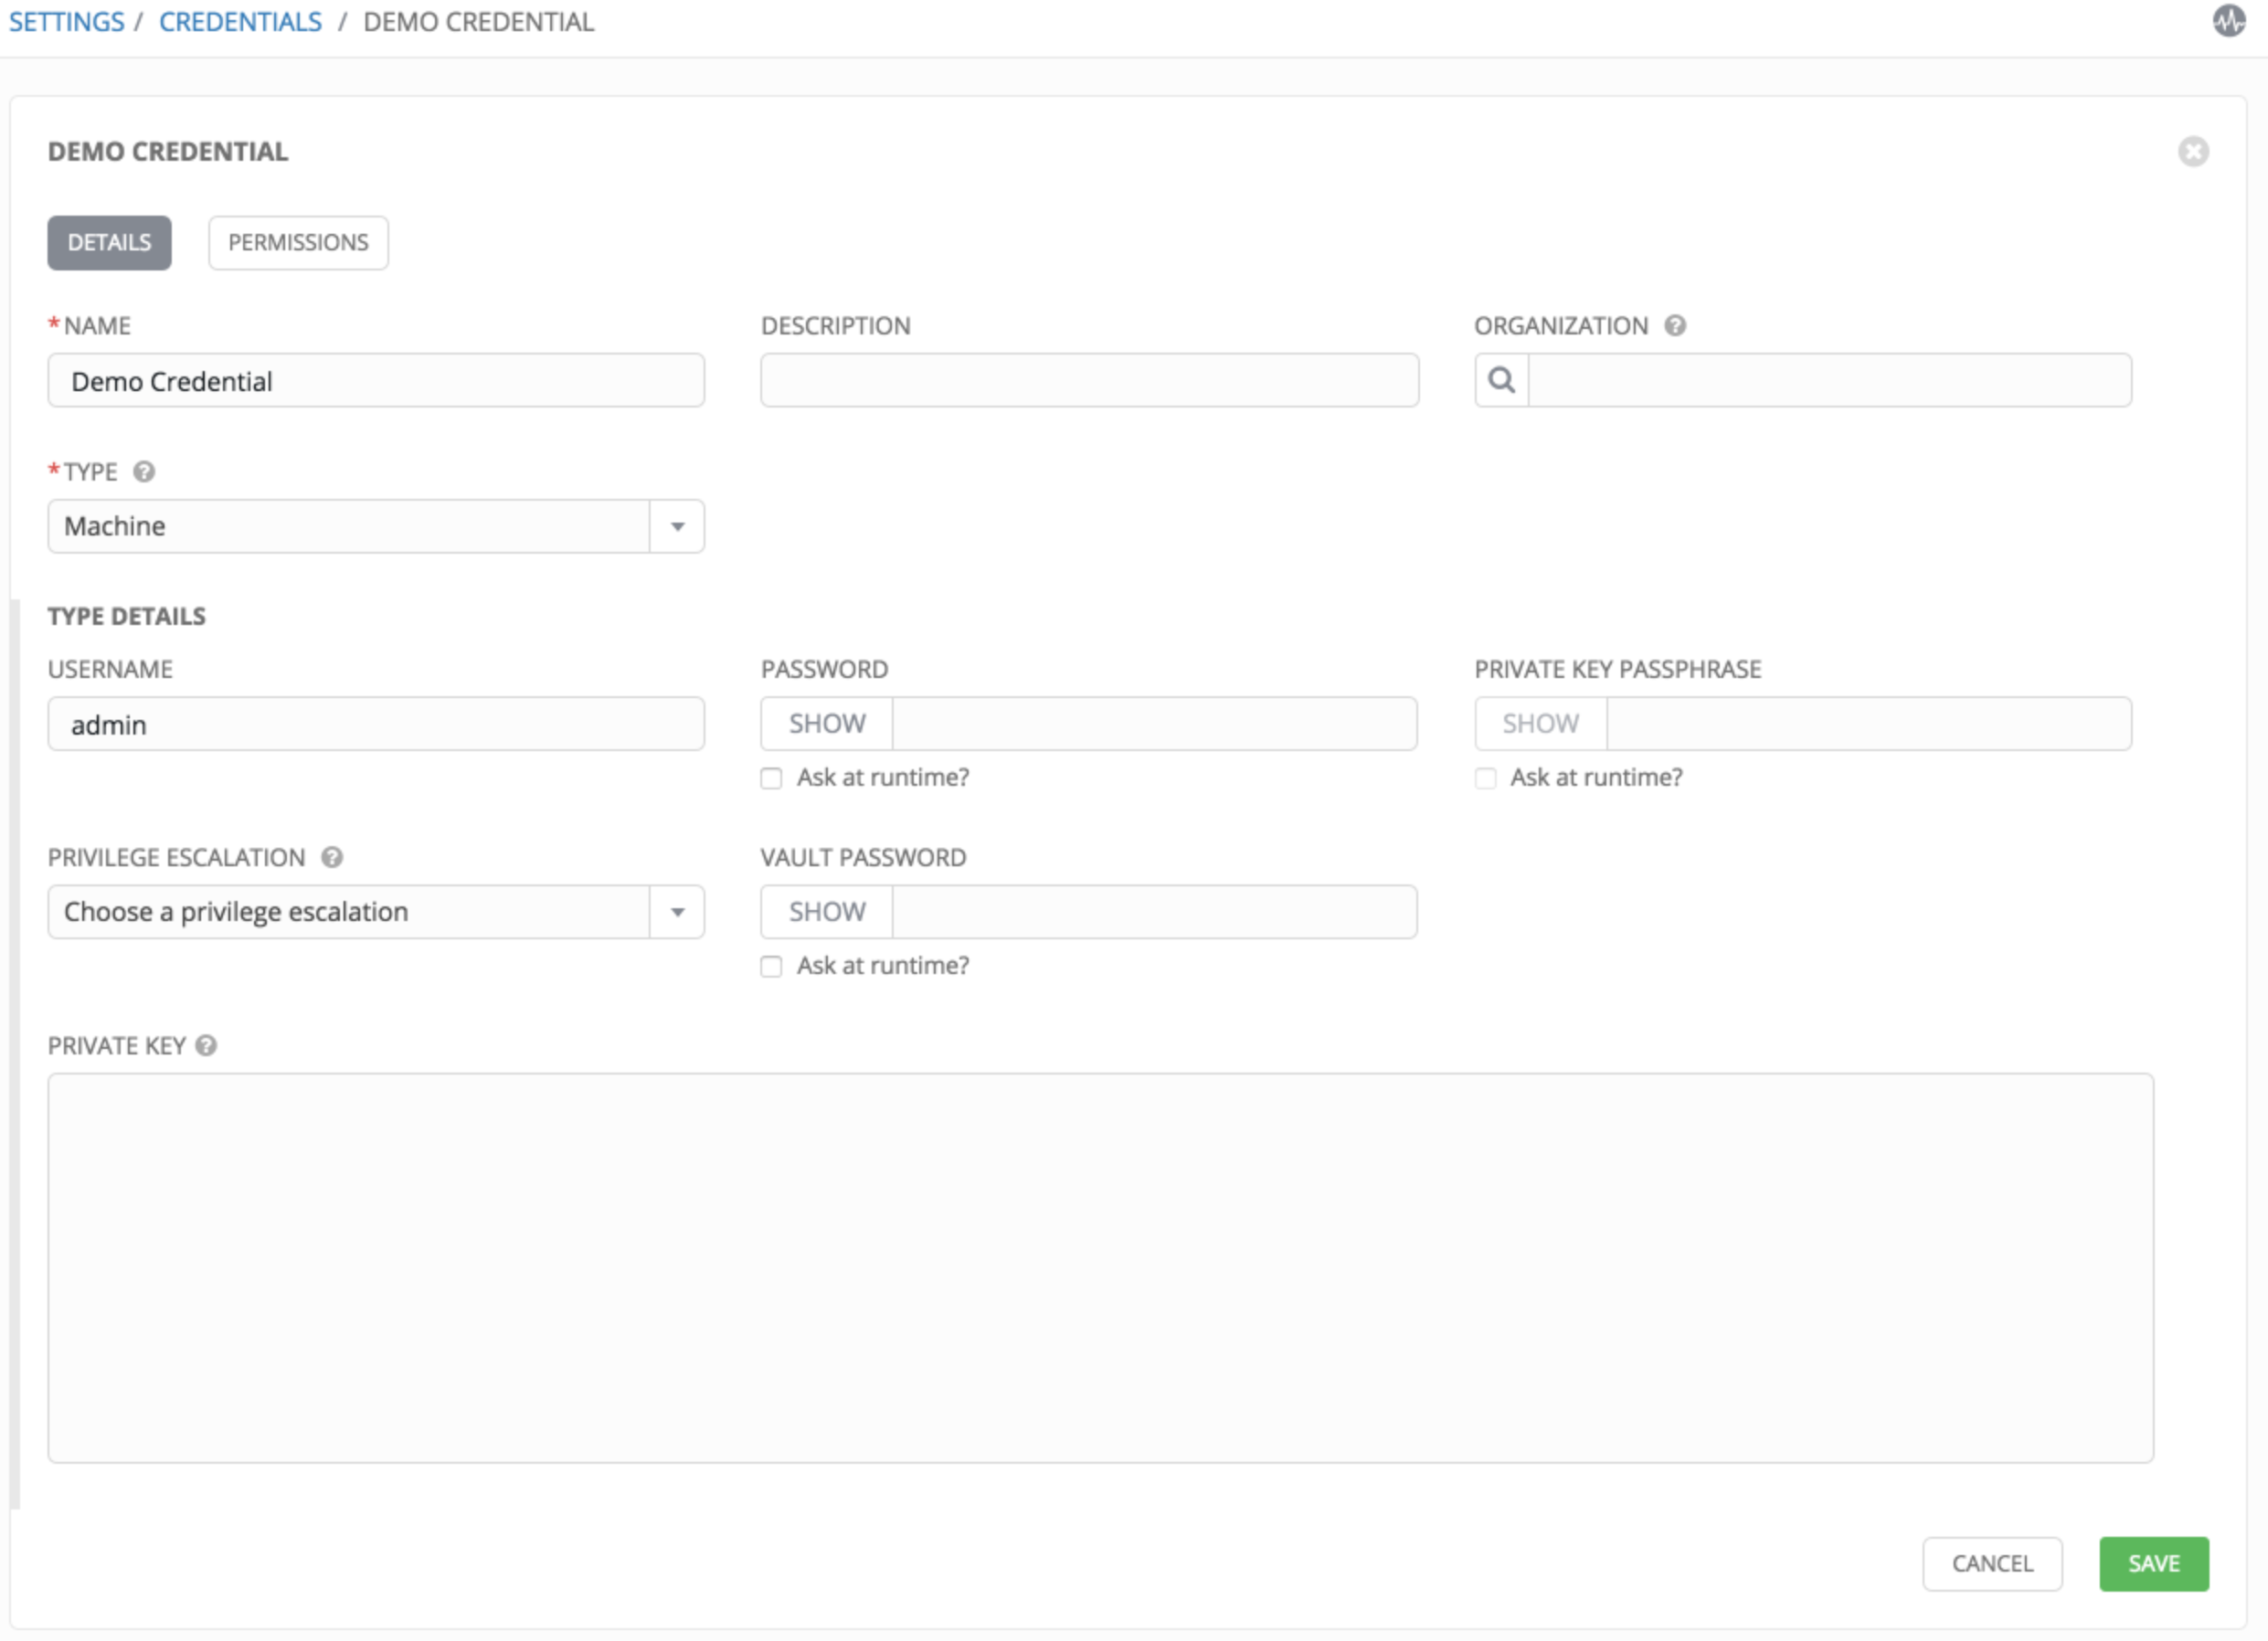 SETTINGS / CREDENTIALS / DEMO CREDENTIAL
DEMO CREDENTIAL
DETAILS PERMISSIONS
*NAME DESCRIPTION ORGANIZATION ?
Demo Credential
*TYPE ?
Machine
TYPE DETAILS
USERNAME PASSWORD PRIVATE KEY PASSPHRASE
admin SHOW SHOW
Ask at runtime? Ask at runtime?
PRIVILEGE ESCALATION ? VAULT PASSWORD
Choose a privilege escalation SHOW
Ask at runtime?
PRIVATE KEY ?
CANCEL SAVE